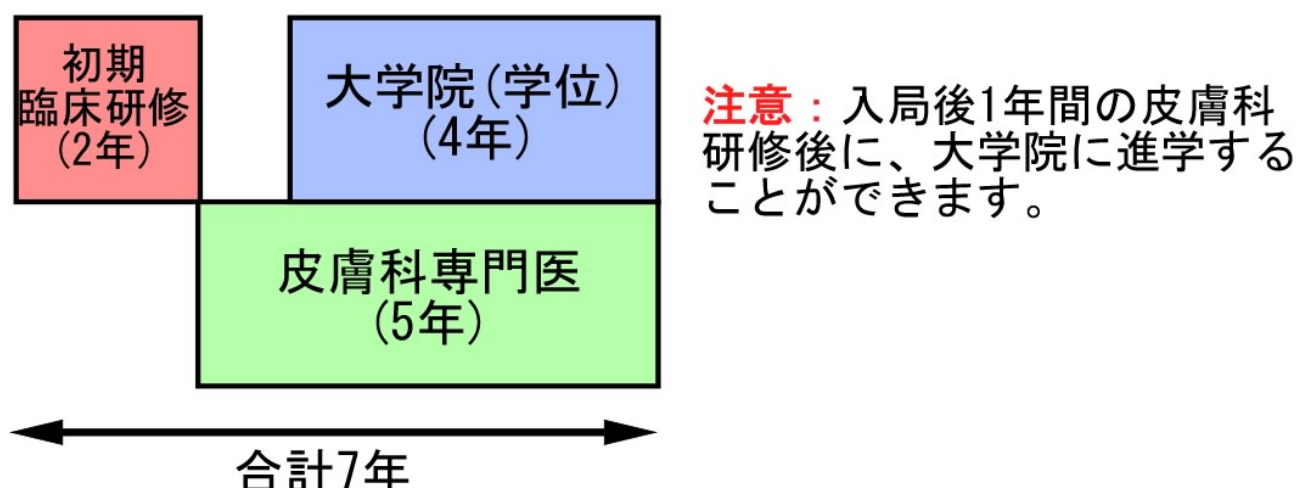 初期
臨床研修
(2年)
大学院(学位)
(4年)
注意：入局後1年間の皮膚科
研修後に、大学院に進学する
ことができます。
皮膚科専門医
(5年)
合計7年